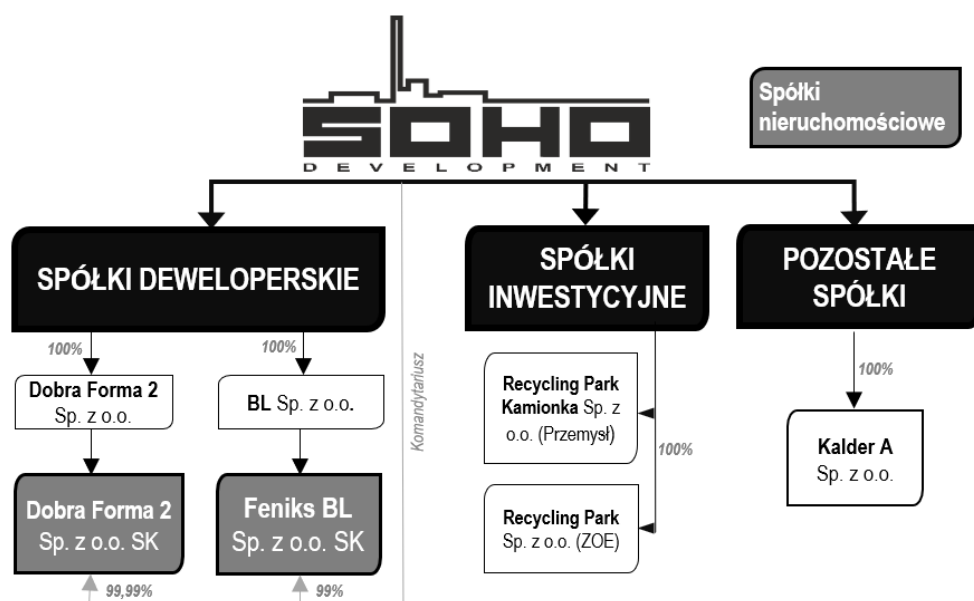 SOHO
DEVELOPMENT
Spółki
nieruchomościowe
SPÓŁKI DEWELOPERSKIE
SPÓŁKI
INWESTYCYJNE
POZOSTAŁE
SPÓŁKI
100%
100%
Komandytariusz
Dobra Forma 2
Sp. z o.o.
BL Sp. z o.o.
Dobra Forma 2
Sp. z o.o. SK
Feniks BL
Sp. z o.o. SK
99,99%
99%
Recycling Park
Kamionka Sp. z
o.o. (Przemysł)
100%
Recycling Park
Sp. z o.o. (ZOE)
100%
Kalder A
Sp. z o.o.